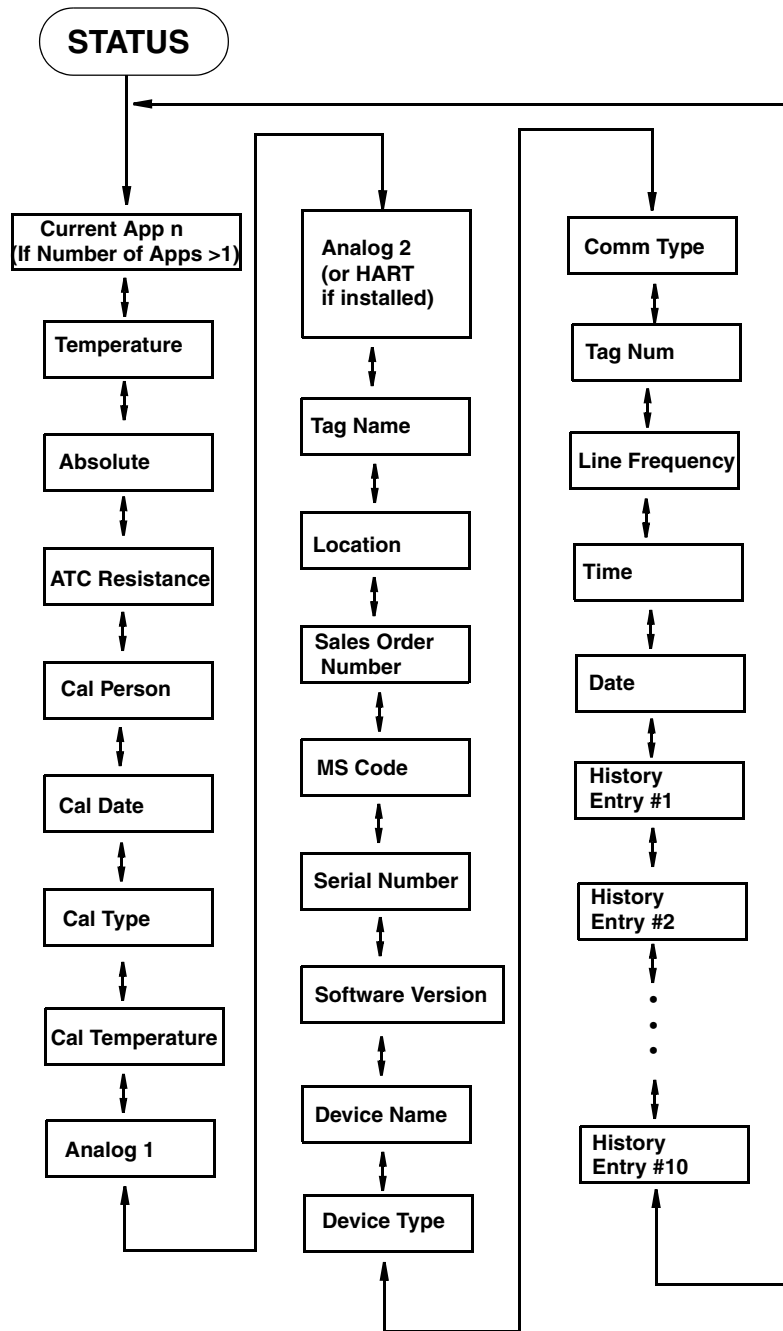 STATUS
Current App n
(If Number of Apps >1)
Temperature
Absolute
ATC Resistance
Cal Person
Cal Date
Cal Type
Cal Temperature
Analog 1
Analog 2
(or HART
if installed)
Tag Name
Location
Sales Order
Number
MS Code
Serial Number
Software Version
Device Name
Device Type
Comm Type
Tag Num
Line Frequency
Time
Date
History
Entry #1
History
Entry #2
History
Entry #10